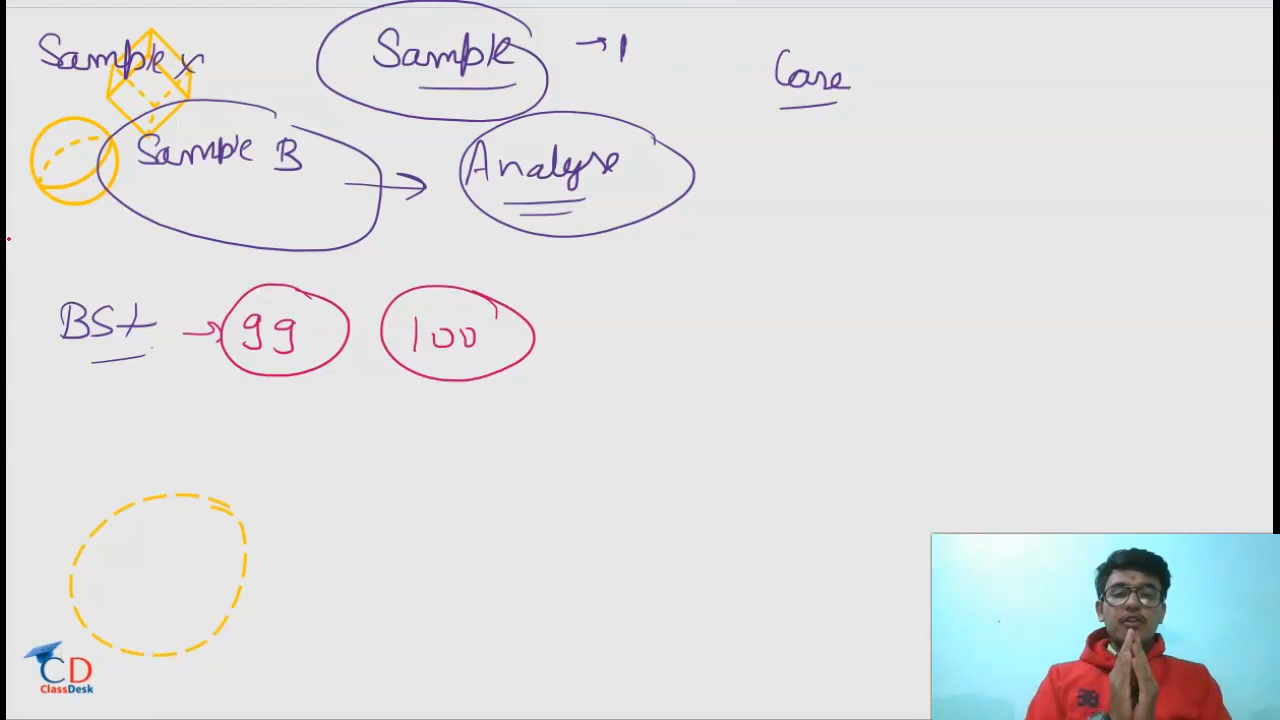 Sample x
Sample → 1
Case
Sample B → Analyse
BSt → 99 100
CD
ClassDesk